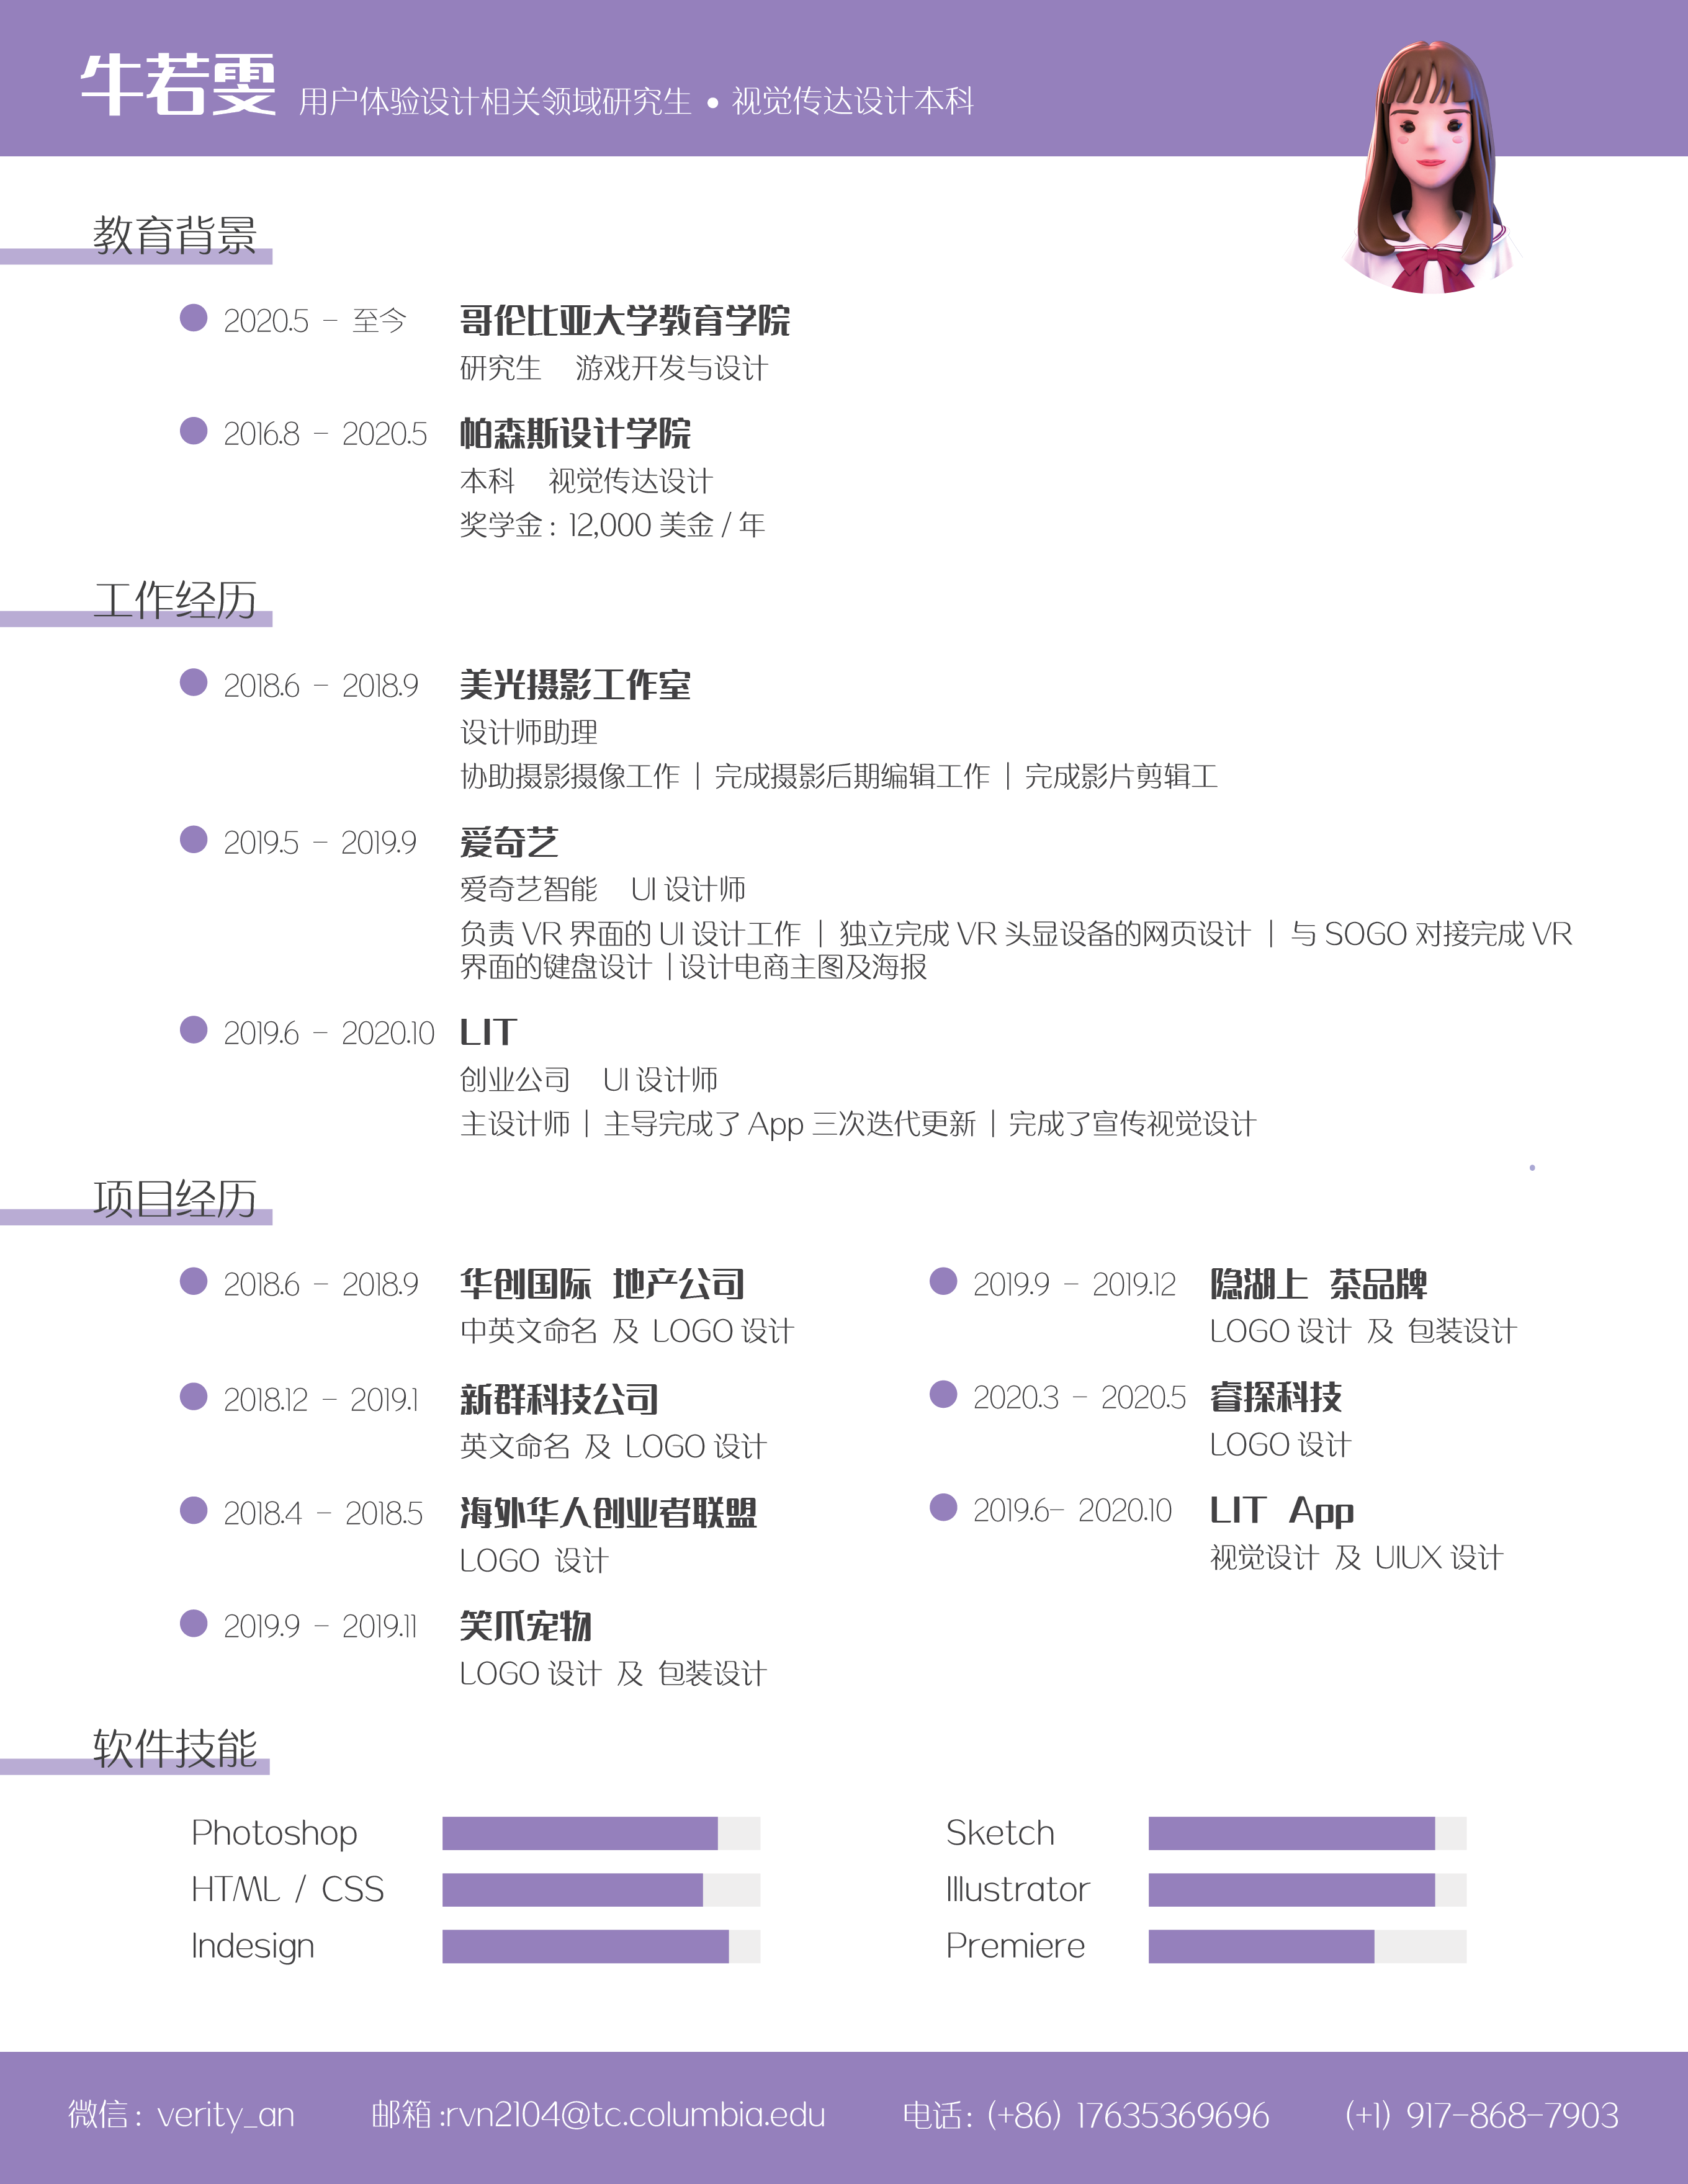 牛若雯 用户体验设计相关领域研究生 • 视觉传达设计本科
教育背景
2020.5 - 至今 哥伦比亚大学教育学院
研究生 游戏开发与设计
2016.8 - 2020.5 帕森斯设计学院
本科 视觉传达设计
奖学金：12,000 美金 / 年
工作经历
2018.6 - 2018.9 美光摄影工作室
设计师助理
协助摄影摄像工作 | 完成摄影后期编辑工作 | 完成影片剪辑工
2019.5 - 2019.9 爱奇艺
爱奇艺智能 UI 设计师
负责 VR 界面的 UI 设计工作 | 独立完成 VR 头显设备的网页设计 | 与 SOGO 对接完成 VR
界面的键盘设计 |设计电商主图及海报
2019.6 - 2020.10 LIT
创业公司 UI 设计师
主设计师 | 主导完成了 App 三次迭代更新 | 完成了宣传视觉设计
项目经历
2018.6 - 2018.9 华创国际 地产公司
中英文命名 及 LOGO 设计
2018.12 - 2019.1 新群科技公司
英文命名 及 LOGO 设计
2018.4 - 2018.5 海外华人创业者联盟
LOGO 设计
2019.9 - 2019.11 笑爪宠物
LOGO 设计 及 包装设计
2019.9 - 2019.12 隐湖上 茶品牌
LOGO 设计 及 包装设计
2020.3 - 2020.5 睿探科技
LOGO 设计
2019.6- 2020.10 LIT App
视觉设计 及 UIUX 设计
软件技能
Photoshop
HTML / CSS
Indesign
Sketch
Illustrator
Premiere
微信：verity_an 邮箱:rvn2104@tc.columbia.edu 电话：(+86) 17635369696 (+1) 917-868-7903